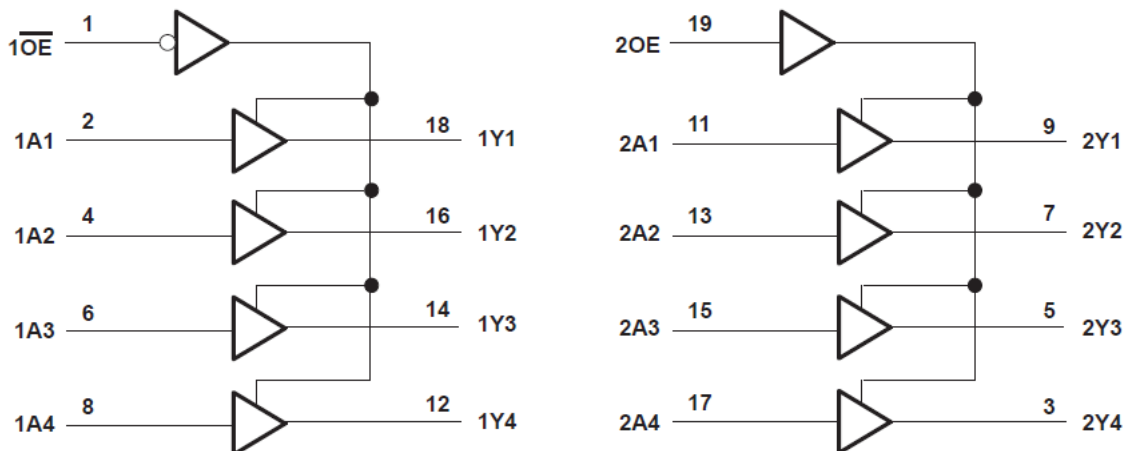 1O̅E̅ 1
1A1 2 18 1Y1
1A2 4 16 1Y2
1A3 6 14 1Y3
1A4 8 12 1Y4
2OE 19
2A1 11 9 2Y1
2A2 13 7 2Y2
2A3 15 5 2Y3
2A4 17 3 2Y4